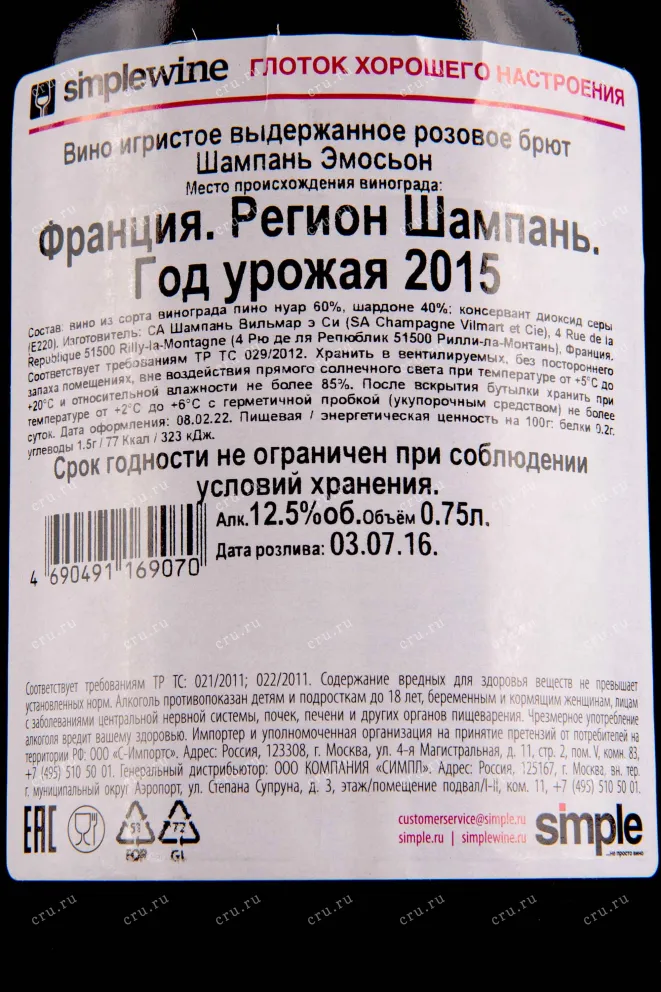 simplewine ГЛОТОК ХОРОШЕГО НАСТРОЕНИЯ
Вино игристое выдержанное розовое брют
Шампань Эмосьон
Место происхождения винограда:
Франция. Регион Шампань.
Год урожая 2015
Состав: вино из сорта винограда пино нуар 60%, шардоне 40%; консервант диоксид серы
(E220). Изготовитель: СА Шампань Вильмар э Си (SA Champagne Vilmart et Cie), 4 Rue de la
Republique 51500 Rilly-la-Montagne (4 Рю де ля Репюблик 51500 Рилли-ла-Монтань), Франция.
Соответствует требованиям ТР ТС 029/2012. Хранить в вентилируемых, без постороннего
запаха помещениях, вне воздействия прямого солнечного света при температуре от +5°С до
+20°С и относительной влажности не более 85%. После вскрытия бутылки хранить при
температуре от +2°С до +6°С с герметичной пробкой (укупорочным средством) не более
суток. Дата оформления: 08.02.22. Пищевая / энергетическая ценность на 100г: белки 0.2г.
углеводы 1.5г / 77 Ккал / 323 кДж.
Срок годности не ограничен при соблюдении
условий хранения.
Алк.12.5%об.Объём 0.75л.
Дата розлива: 03.07.16.
4 690491 169070
Соответствует требованиям ТР ТС: 021/2011; 022/2011. Содержание вредных для здоровья веществ не превышает
установленных норм. Алкоголь противопоказан детям и подросткам до 18 лет, беременным и кормящим женщинам, лицам
с заболеваниями центральной нервной системы, почек, печени и других органов пищеварения. Чрезмерное употребление
алкоголя вредит вашему здоровью. Импортер и уполномоченная организация на принятие претензий от потребителей на
территории РФ: ООО «С-Импортс». Адрес: Россия, 123308, г. Москва, ул. 4-я Магистральная, д. 11, стр. 2, пом. V, комн. 83,
+7 (495) 510 50 01. Генеральный дистрибьютор: ООО КОМПАНИЯ «СИМПЛ». Адрес: Россия, 125167, г. Москва, вн. тер.
г. муниципальный округ Аэропорт, ул. Степана Супруна, д. 3, этаж/помещение подвал/I-II, ком. 11, +7 (495) 510 50 01.
EAC
51 72
FOR GL
customerservice@simple.ru
simple.ru | simplewine.ru
simple
...не просто вино
cru.ru